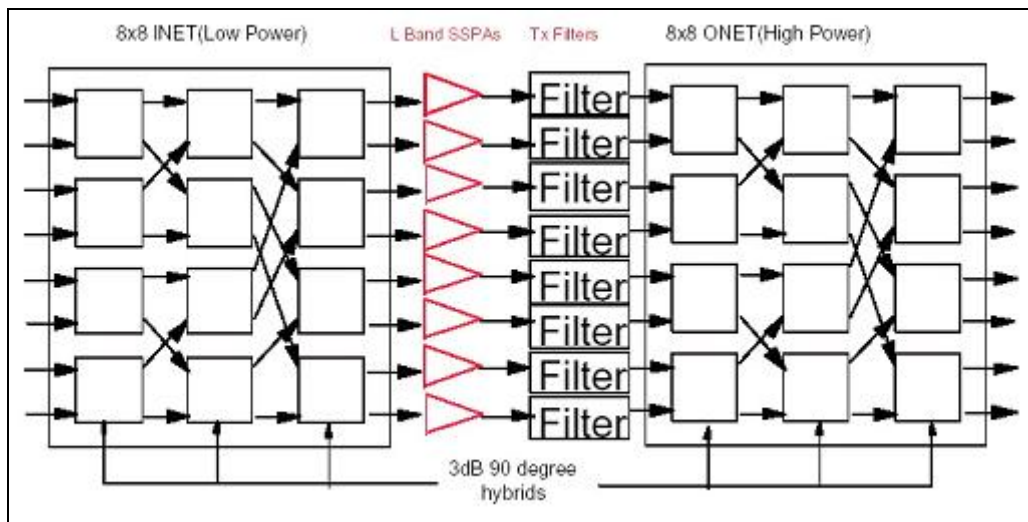 8x8 INET(Low Power)
L Band SSPAs
Tx Filters
8x8 ONET(High Power)
Filter
Filter
Filter
Filter
Filter
Filter
Filter
Filter
3dB 90 degree
hybrids